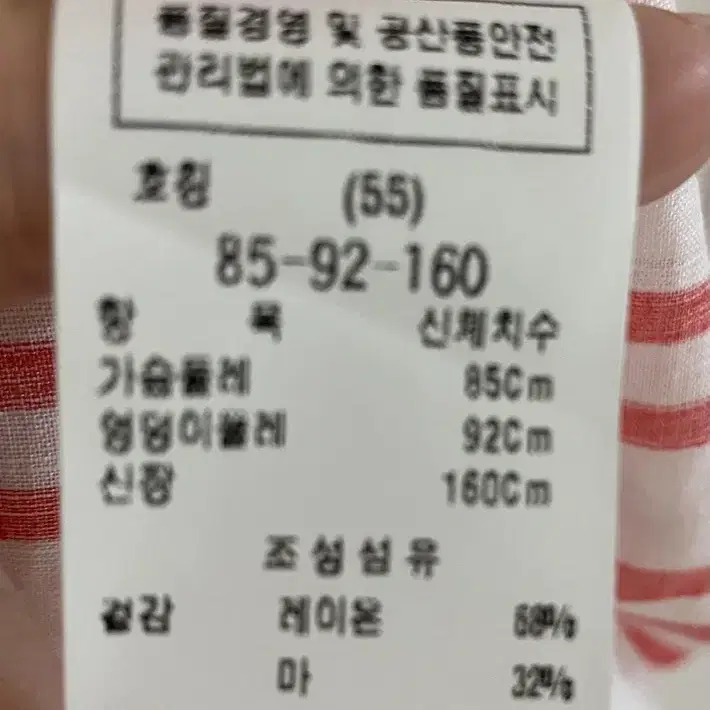 품질경영 및 공산품안전
관리법에 의한 품질표시
호칭 (55)
85-92-160
항 목 신체치수
가슴둘레 85Cm
엉덩이둘레 92Cm
신장 160Cm
조성섬유
겉감 레이온 68%
마 32%